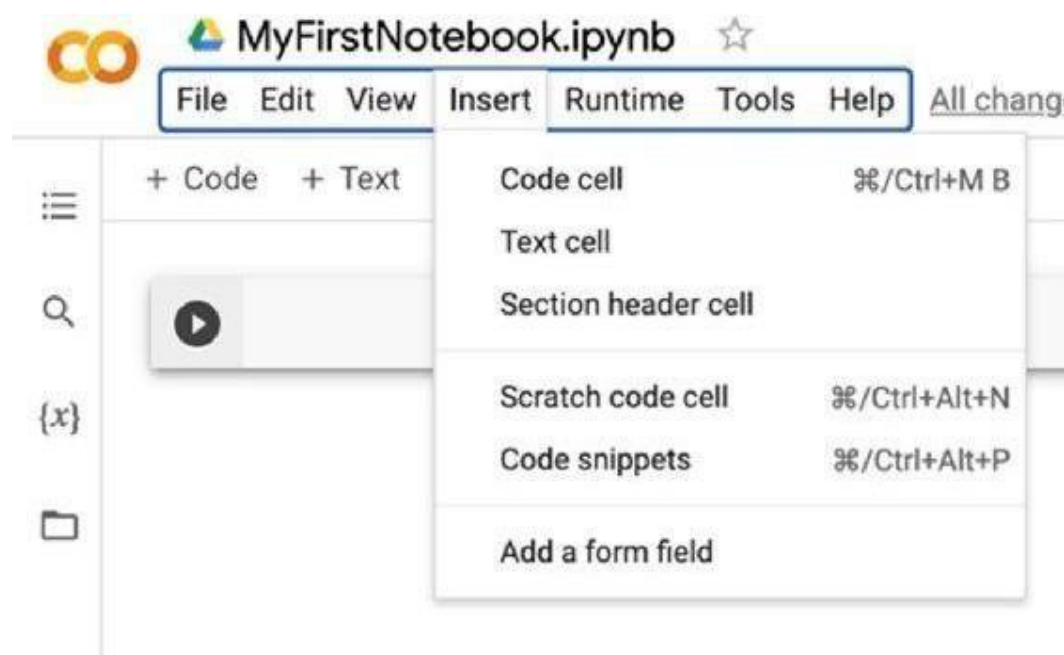 MyFirstNotebook.ipynb
File Edit View Insert Runtime Tools Help All chang
+ Code + Text
Code cell ⌘/Ctrl+M B
Text cell
Section header cell
{x}
Scratch code cell ⌘/Ctrl+Alt+N
Code snippets ⌘/Ctrl+Alt+P
Add a form field